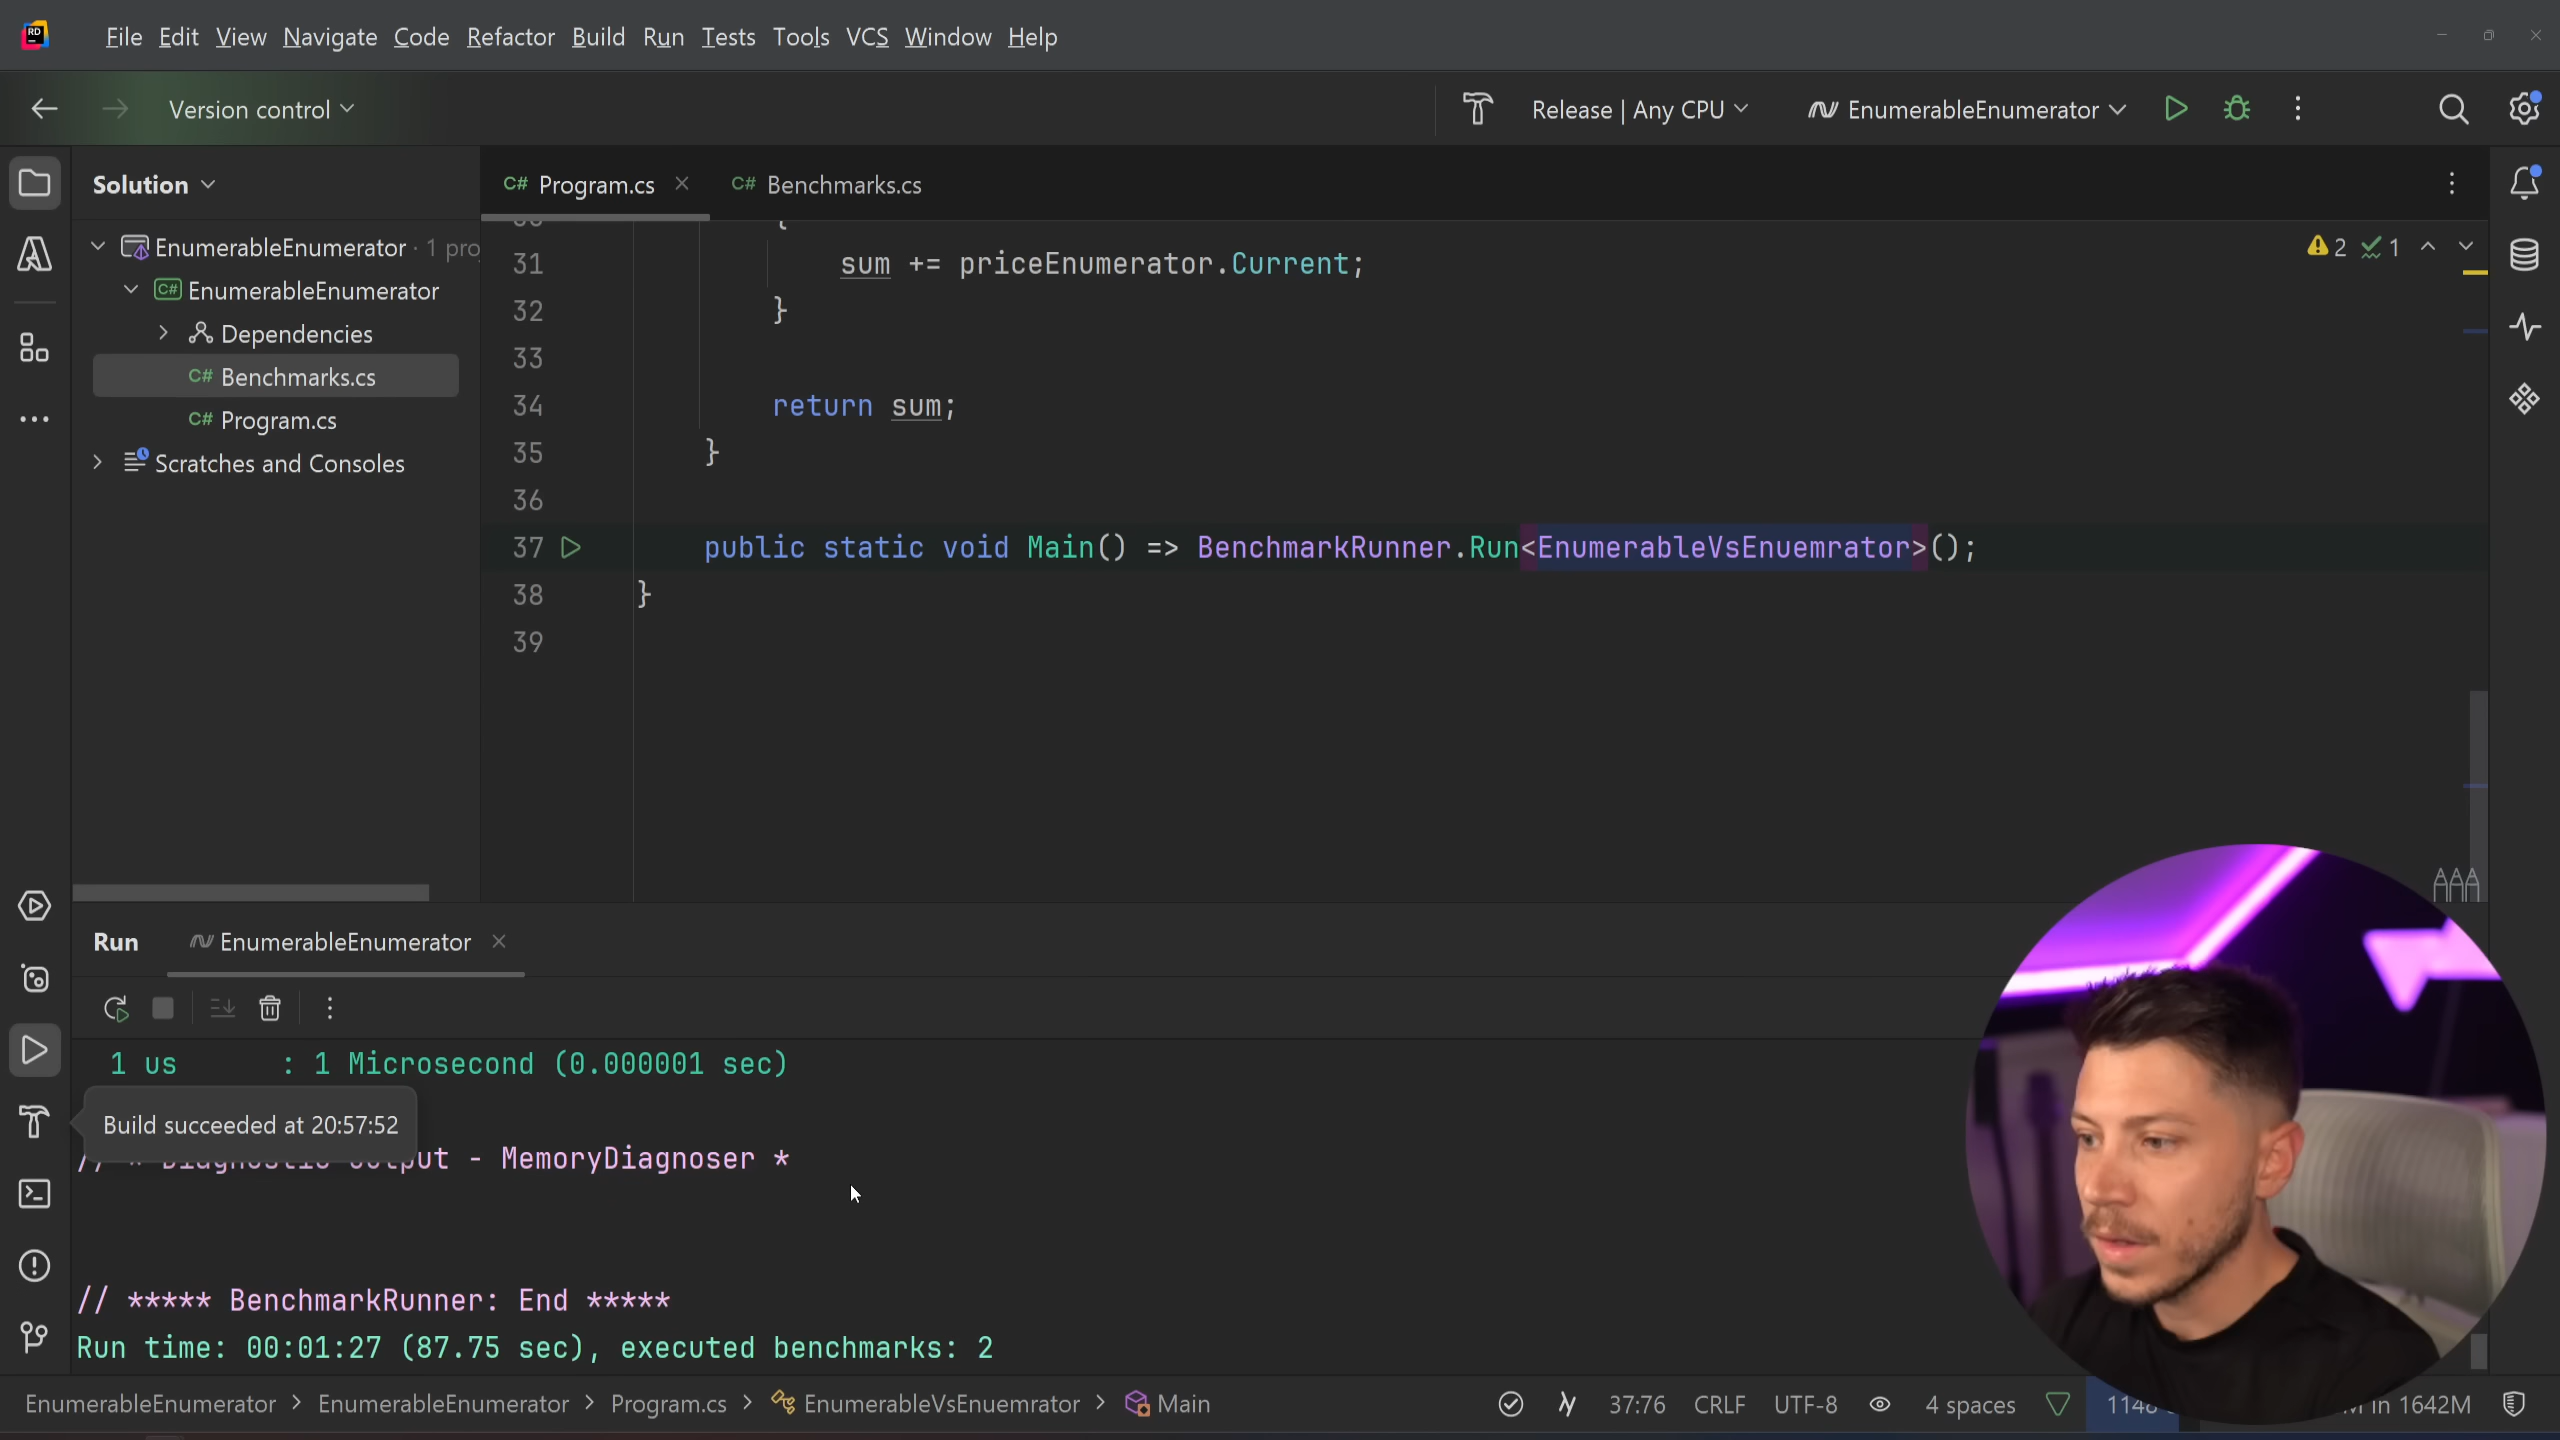 RD
File Edit View Navigate Code Refactor Build Run Tests Tools VCS Window Help
Version control
Release | Any CPU
EnumerableEnumerator
Solution
C# Program.cs
C# Benchmarks.cs
EnumerableEnumerator · 1 pro
C# EnumerableEnumerator
Dependencies
C# Benchmarks.cs
C# Program.cs
Scratches and Consoles
2 1
{
31 sum += priceEnumerator.Current;
32 }
33
34 return sum;
35 }
36
37 public static void Main() => BenchmarkRunner.Run<EnumerableVsEnuemrator>();
38 }
39
Run EnumerableEnumerator
1 us : 1 Microsecond (0.000001 sec)
Build succeeded at 20:57:52
// * Diagnostic Output - MemoryDiagnoser *
// ***** BenchmarkRunner: End *****
Run time: 00:01:27 (87.75 sec), executed benchmarks: 2
EnumerableEnumerator > EnumerableEnumerator > Program.cs > EnumerableVsEnuemrator > Main
37:76 CRLF UTF-8 4 spaces in 1642M